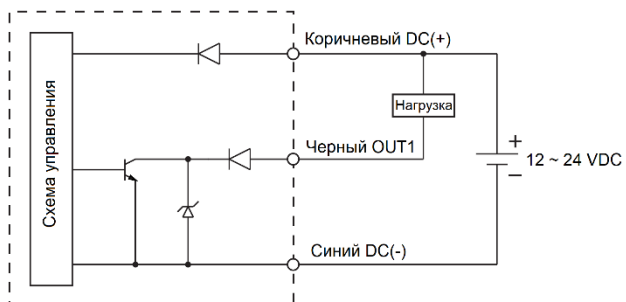 Коричневый DC(+)
Схема управления
Нагрузка
Черный OUT1
+
12 ~ 24 VDC
−
Синий DC(-)